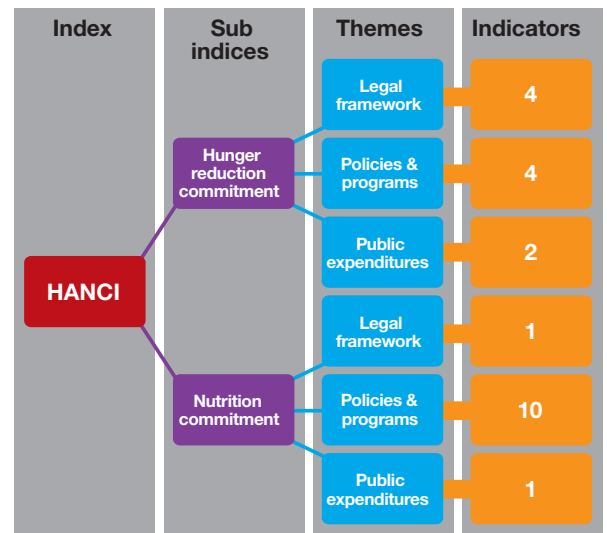 Index
Sub
indices
Themes
Indicators
HANCI
Hunger
reduction
commitment
Legal
framework
4
Policies &
programs
4
Public
expenditures
2
Nutrition
commitment
Legal
framework
1
Policies &
programs
10
Public
expenditures
1